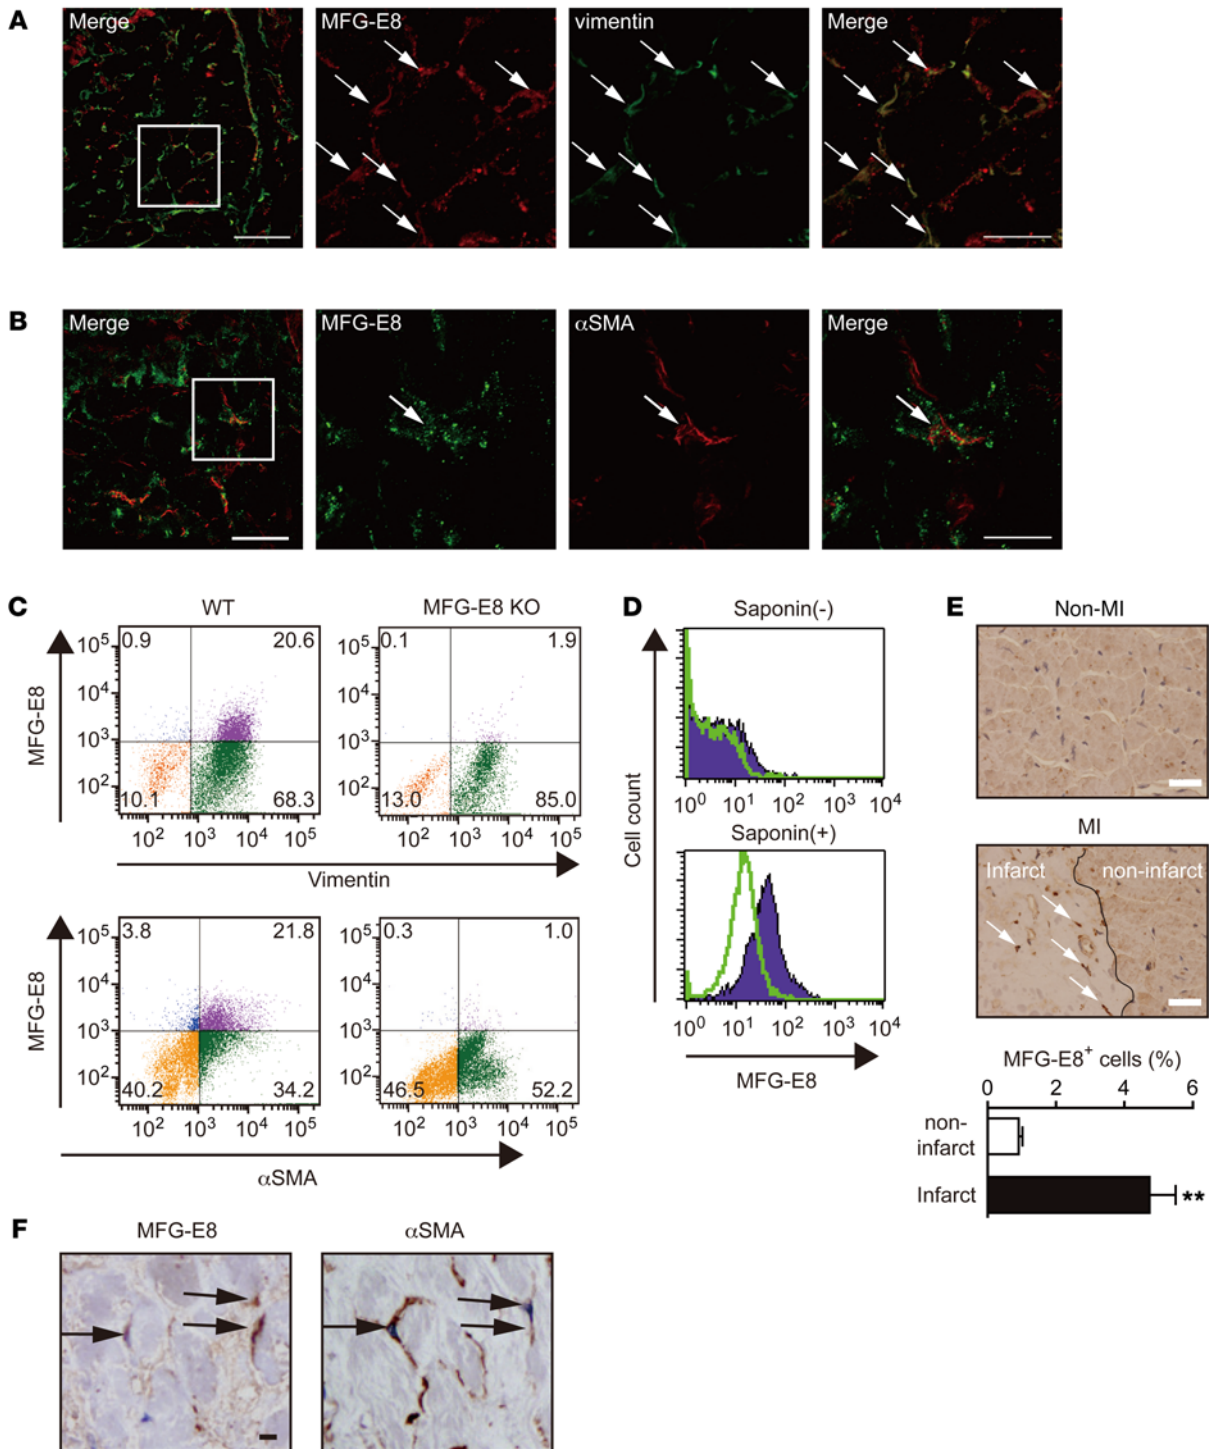 A
Merge
MFG-E8
vimentin
Merge
B
Merge
MFG-E8
αSMA
Merge
C
WT
MFG-E8 KO
MFG-E8
10⁵
10⁴
10³
10²
0.9
20.6
10.1
68.3
10² 10³ 10⁴ 10⁵
10⁵
10⁴
10³
10²
0.1
1.9
13.0
85.0
10² 10³ 10⁴ 10⁵
Vimentin
MFG-E8
10⁵
10⁴
10³
10²
3.8
21.8
40.2
34.2
10² 10³ 10⁴ 10⁵
10⁵
10⁴
10³
10²
0.3
1.0
46.5
52.2
10² 10³ 10⁴ 10⁵
αSMA
D
Saponin(-)
Cell count
10⁰ 10¹ 10² 10³ 10⁴
Saponin(+)
10⁰ 10¹ 10² 10³ 10⁴
MFG-E8
E
Non-MI
MI
Infarct
non-infarct
MFG-E8⁺ cells (%)
0 2 4 6
non-
infarct
Infarct
**
F
MFG-E8
αSMA